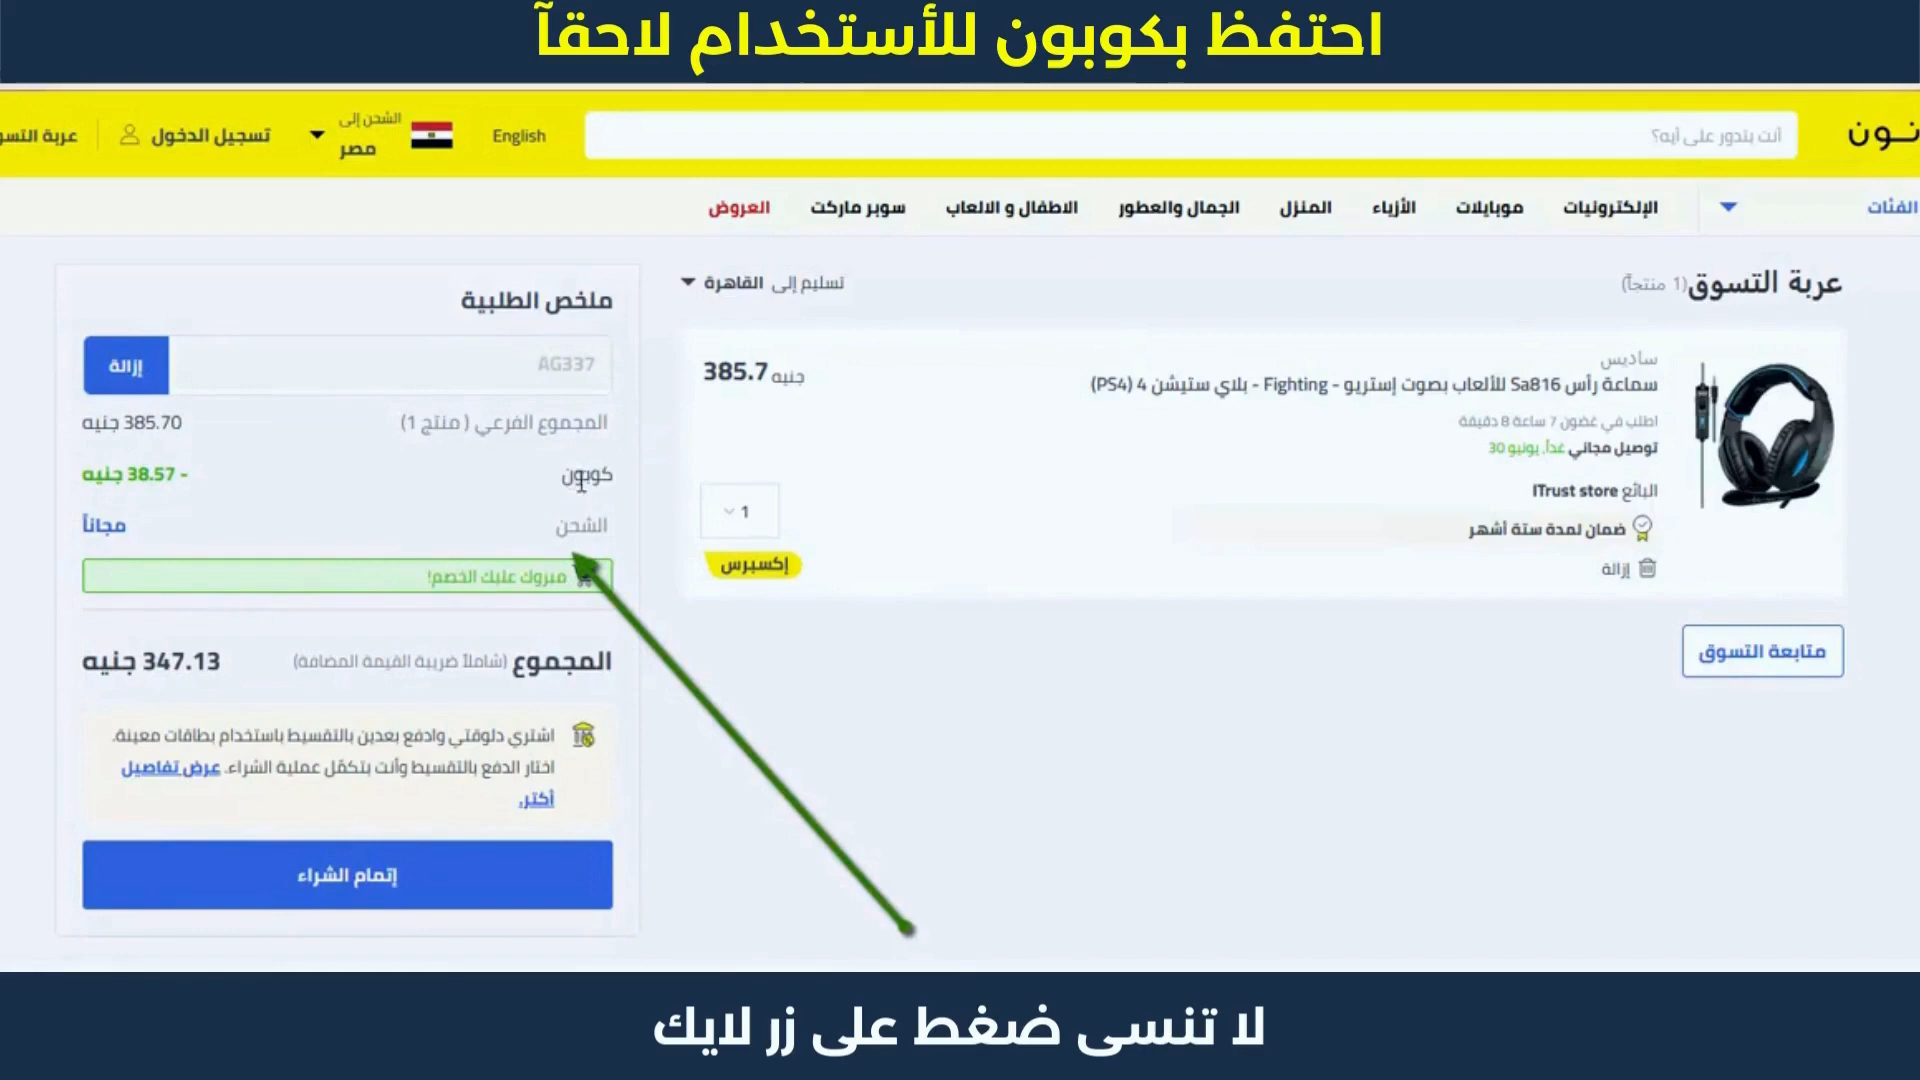 احتفظ بكوبون للأستخدام لاحقآ
نون
أنت بتدور على أيه؟
English
الشحن إلى
مصر
تسجيل الدخول
عربة التسو
الفئات
الإلكترونيات
موبايلات
الأزياء
المنزل
الجمال والعطور
الاطفال و الالعاب
سوبر ماركت
العروض
عربة التسوق (1 منتجاً)
تسليم إلى القاهرة
ساديس
سماعة رأس Sa816 للألعاب بصوت إستريو - Fighting - بلاي ستيشن 4 (PS4)
جنيه 385.7
اطلب في غضون 7 ساعة 8 دقيقة
توصيل مجاني غداً, يونيو 30
البائع ITrust store
ضمان لمدة ستة أشهر
إزالة
1
إكسبرس
متابعة التسوق
ملخص الطلبية
AG337
إزالة
المجموع الفرعي ( منتج 1)
385.70 جنيه
كوبون
- 38.57 جنيه
الشحن
مجاناً
مبروك عليك الخصم!
المجموع (شاملاً ضريبة القيمة المضافة)
347.13 جنيه
اشتري دلوقتي وادفع بعدين بالتقسيط باستخدام بطاقات معينة.
اختار الدفع بالتقسيط وأنت بتكمّل عملية الشراء. عرض تفاصيل
أكتر.
إتمام الشراء
لا تنسى ضغط على زر لايك